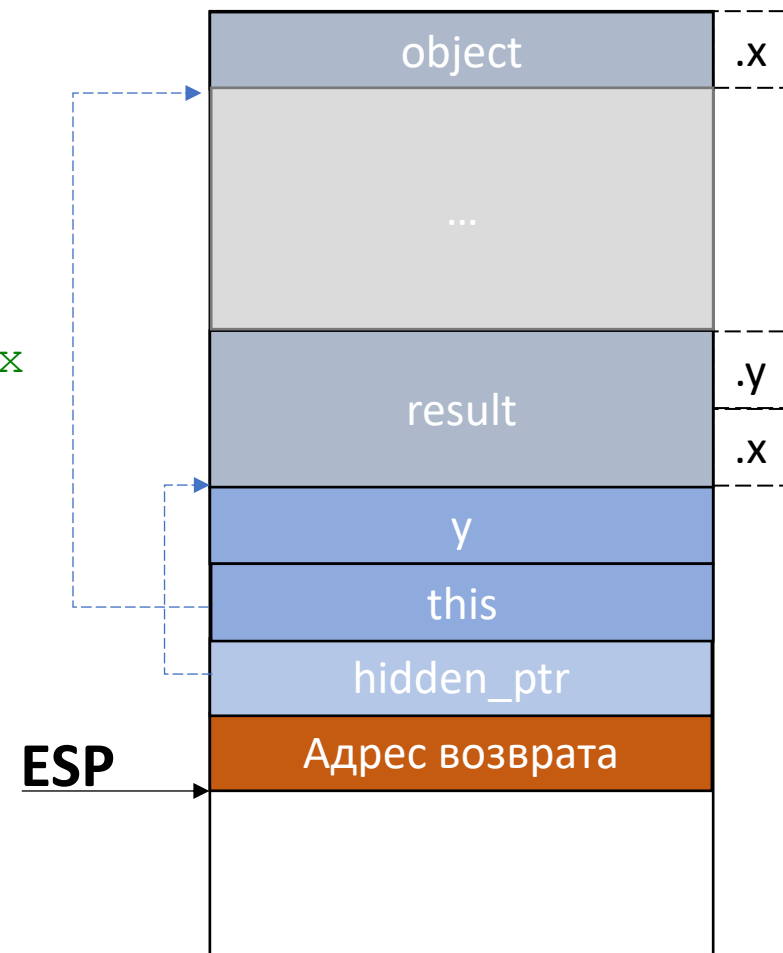 object
.x
...
x
.y
result
.x
y
this
hidden_ptr
Адрес возврата
ESP